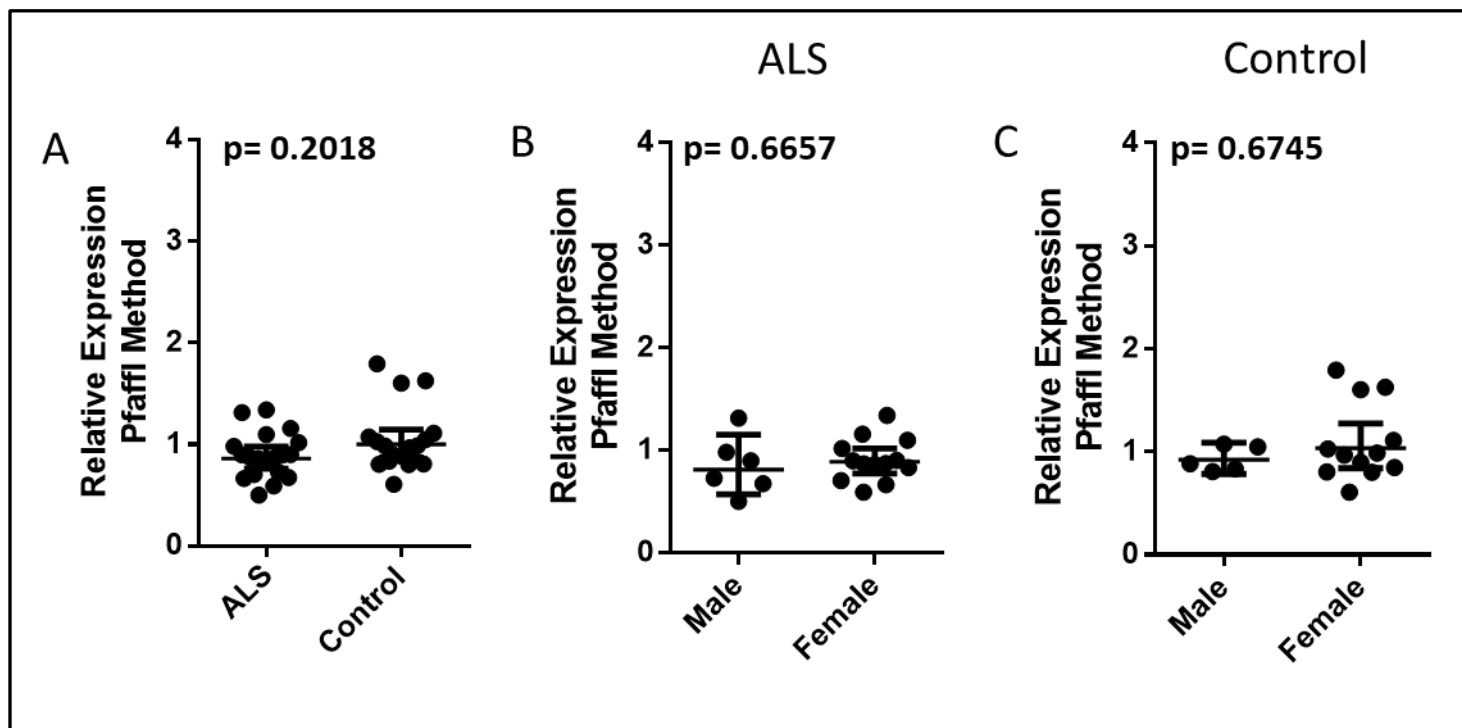 ALS
Control
A
p= 0.2018
Relative Expression
Pfaffl Method
4
3
2
1
0
ALS
Control
B
p= 0.6657
Relative Expression
Pfaffl Method
4
3
2
1
0
Male
Female
C
p= 0.6745
Relative Expression
Pfaffl Method
4
3
2
1
0
Male
Female